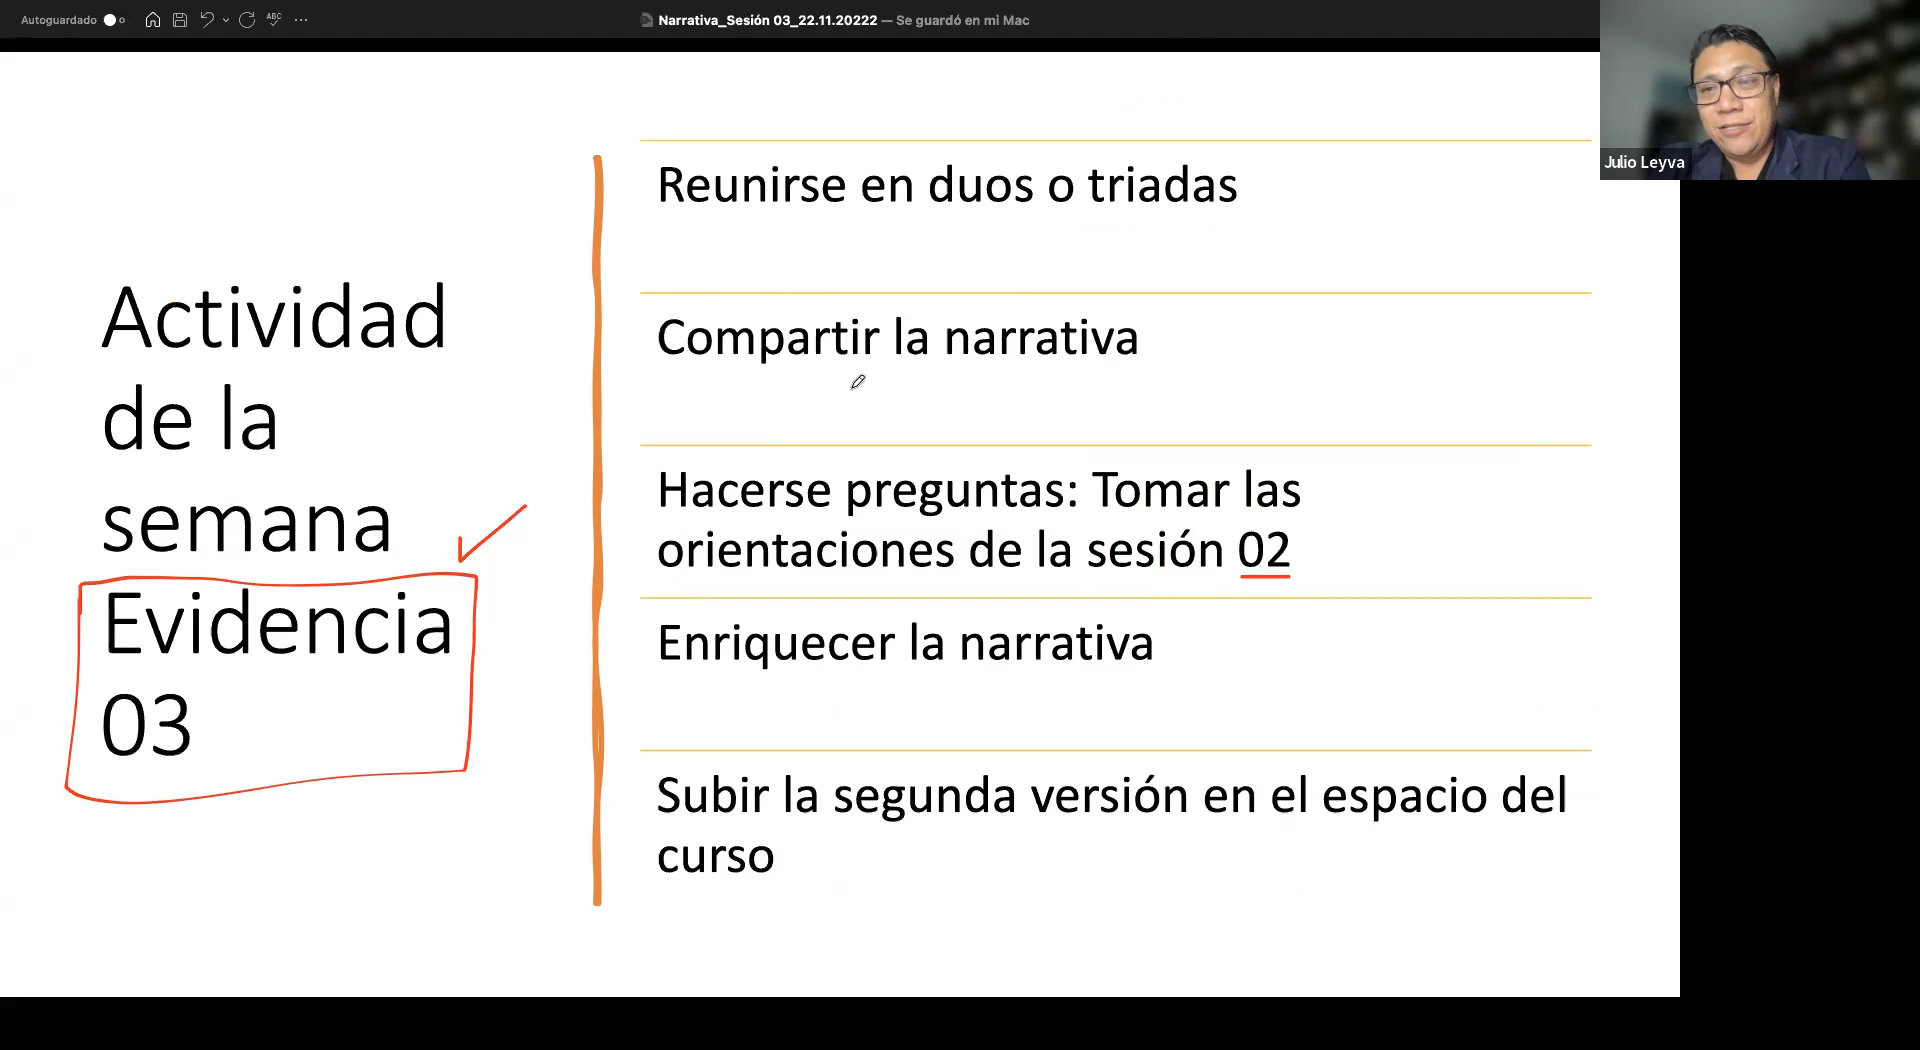 Autoguardado 0 ABC ...
Narrativa_Sesión 03_22.11.20222 — Se guardó en mi Mac
Julio Leyva
Actividad
de la
semana
Evidencia
03
Reunirse en duos o triadas
Compartir la narrativa
Hacerse preguntas: Tomar las
orientaciones de la sesión 02
Enriquecer la narrativa
Subir la segunda versión en el espacio del
curso